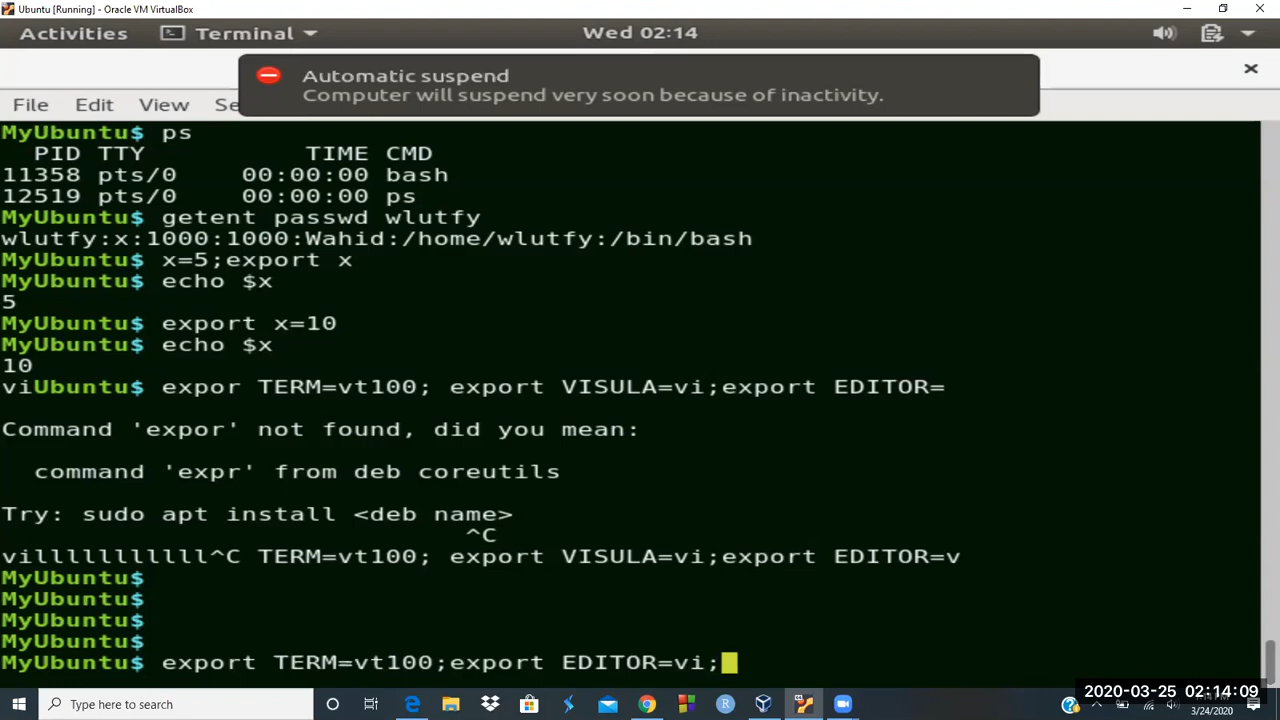 Ubuntu [Running] - Oracle VM VirtualBox
Activities Terminal Wed 02:14
Automatic suspend
Computer will suspend very soon because of inactivity.
File Edit View Se
MyUbuntu$ ps
PID TTY TIME CMD
11358 pts/0 00:00:00 bash
12519 pts/0 00:00:00 ps
MyUbuntu$ getent passwd wlutfy
wlutfy:x:1000:1000:Wahid:/home/wlutfy:/bin/bash
MyUbuntu$ x=5;export x
MyUbuntu$ echo $x
5
MyUbuntu$ export x=10
MyUbuntu$ echo $x
10
viUbuntu$ expor TERM=vt100; export VISULA=vi;export EDITOR=
Command 'expor' not found, did you mean:
command 'expr' from deb coreutils
Try: sudo apt install <deb name>
^C
villlllllllllll^C TERM=vt100; export VISULA=vi;export EDITOR=v
MyUbuntu$
MyUbuntu$
MyUbuntu$
MyUbuntu$
MyUbuntu$ export TERM=vt100;export EDITOR=vi;
Type here to search
2020-03-25 02:14:09
3/24/2020